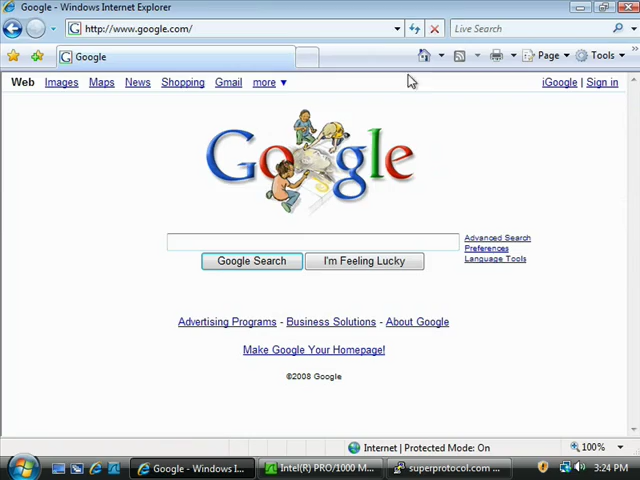 Google - Windows Internet Explorer
http://www.google.com/
Live Search
Google
Page
Tools
Web Images Maps News Shopping Gmail more ▼
iGoogle | Sign in
Google
Advanced Search
Preferences
Language Tools
Google Search I'm Feeling Lucky
Advertising Programs - Business Solutions - About Google
Make Google Your Homepage!
©2008 Google
Internet | Protected Mode: On
100%
Google - Windows I...
Intel(R) PRO/1000 M...
superprotocol.com ...
3:24 PM